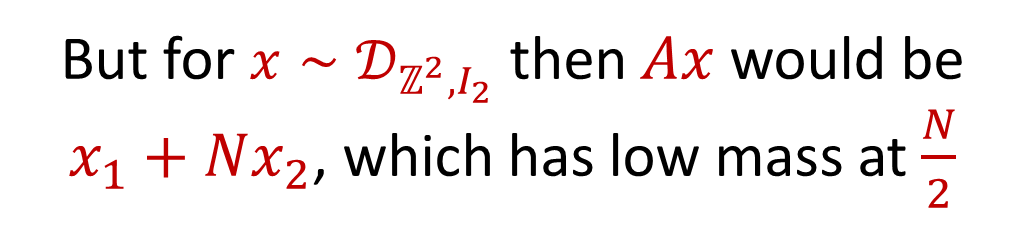 But for 𝑥 ~ 𝒟_{ℤ²,𝐼₂} then 𝐴𝑥 would be
𝑥₁ + 𝑁𝑥₂, which has low mass at 𝑁/2